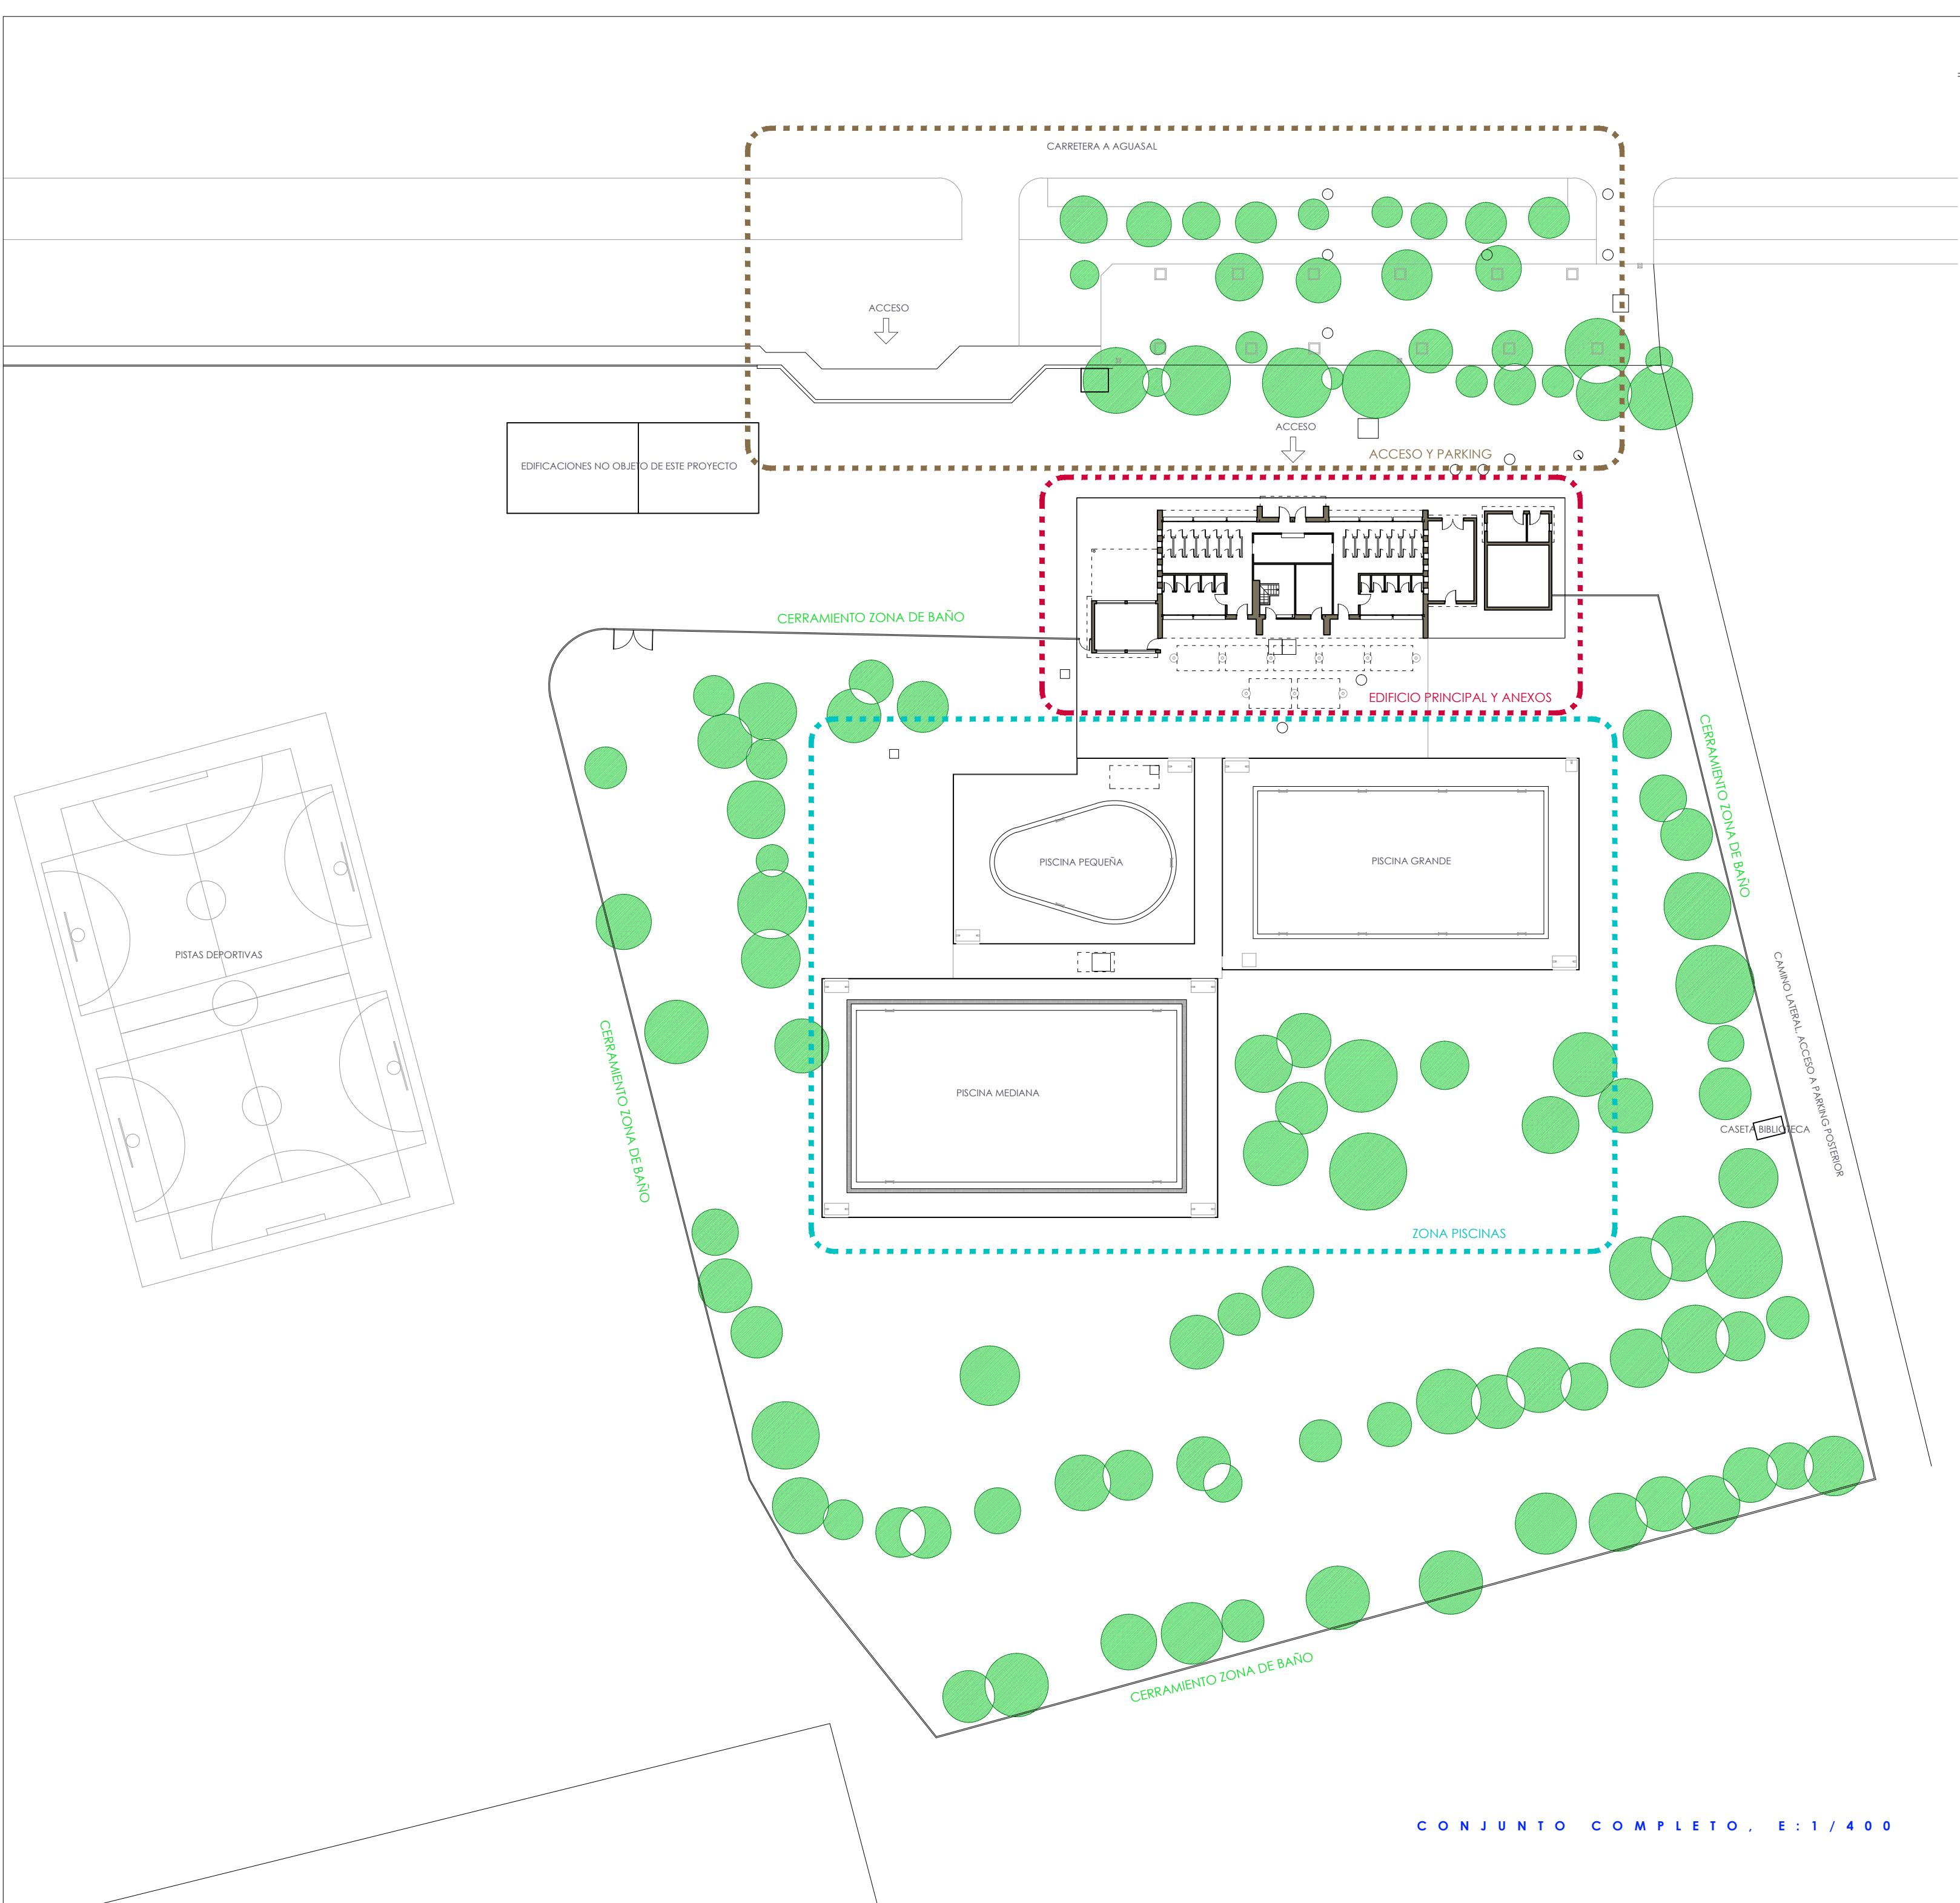 CARRETERA A AGUASAL
ACCESO
ACCESO
ACCESO Y PARKING
EDIFICACIONES NO OBJETO DE ESTE PROYECTO
CERRAMIENTO ZONA DE BAÑO
EDIFICIO PRINCIPAL Y ANEXOS
CERRAMIENTO ZONA DE BAÑO
PISCINA PEQUEÑA
PISCINA GRANDE
PISTAS DEPORTIVAS
CAMINO LATERAL, ACCESO A PARKING POSTERIOR
CERRAMIENTO ZONA DE BAÑO
PISCINA MEDIANA
CASETA BIBLIOTECA
ZONA PISCINAS
CERRAMIENTO ZONA DE BAÑO
CONJUNTO COMPLETO, E:1/400